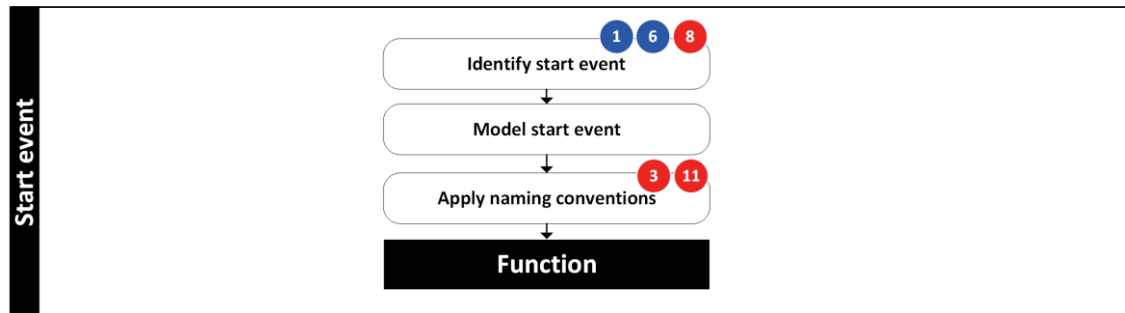 Start event
1 6 8
Identify start event
Model start event
3 11
Apply naming conventions
Function